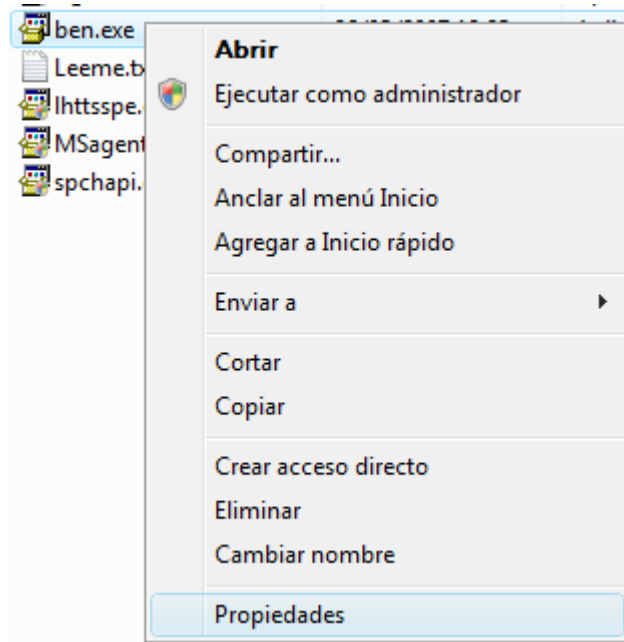 ben.exe
Leeme.tx
lhttsspe.
MSagent
spchapi.
Abrir
Ejecutar como administrador
Compartir...
Anclar al menú Inicio
Agregar a Inicio rápido
Enviar a
Cortar
Copiar
Crear acceso directo
Eliminar
Cambiar nombre
Propiedades